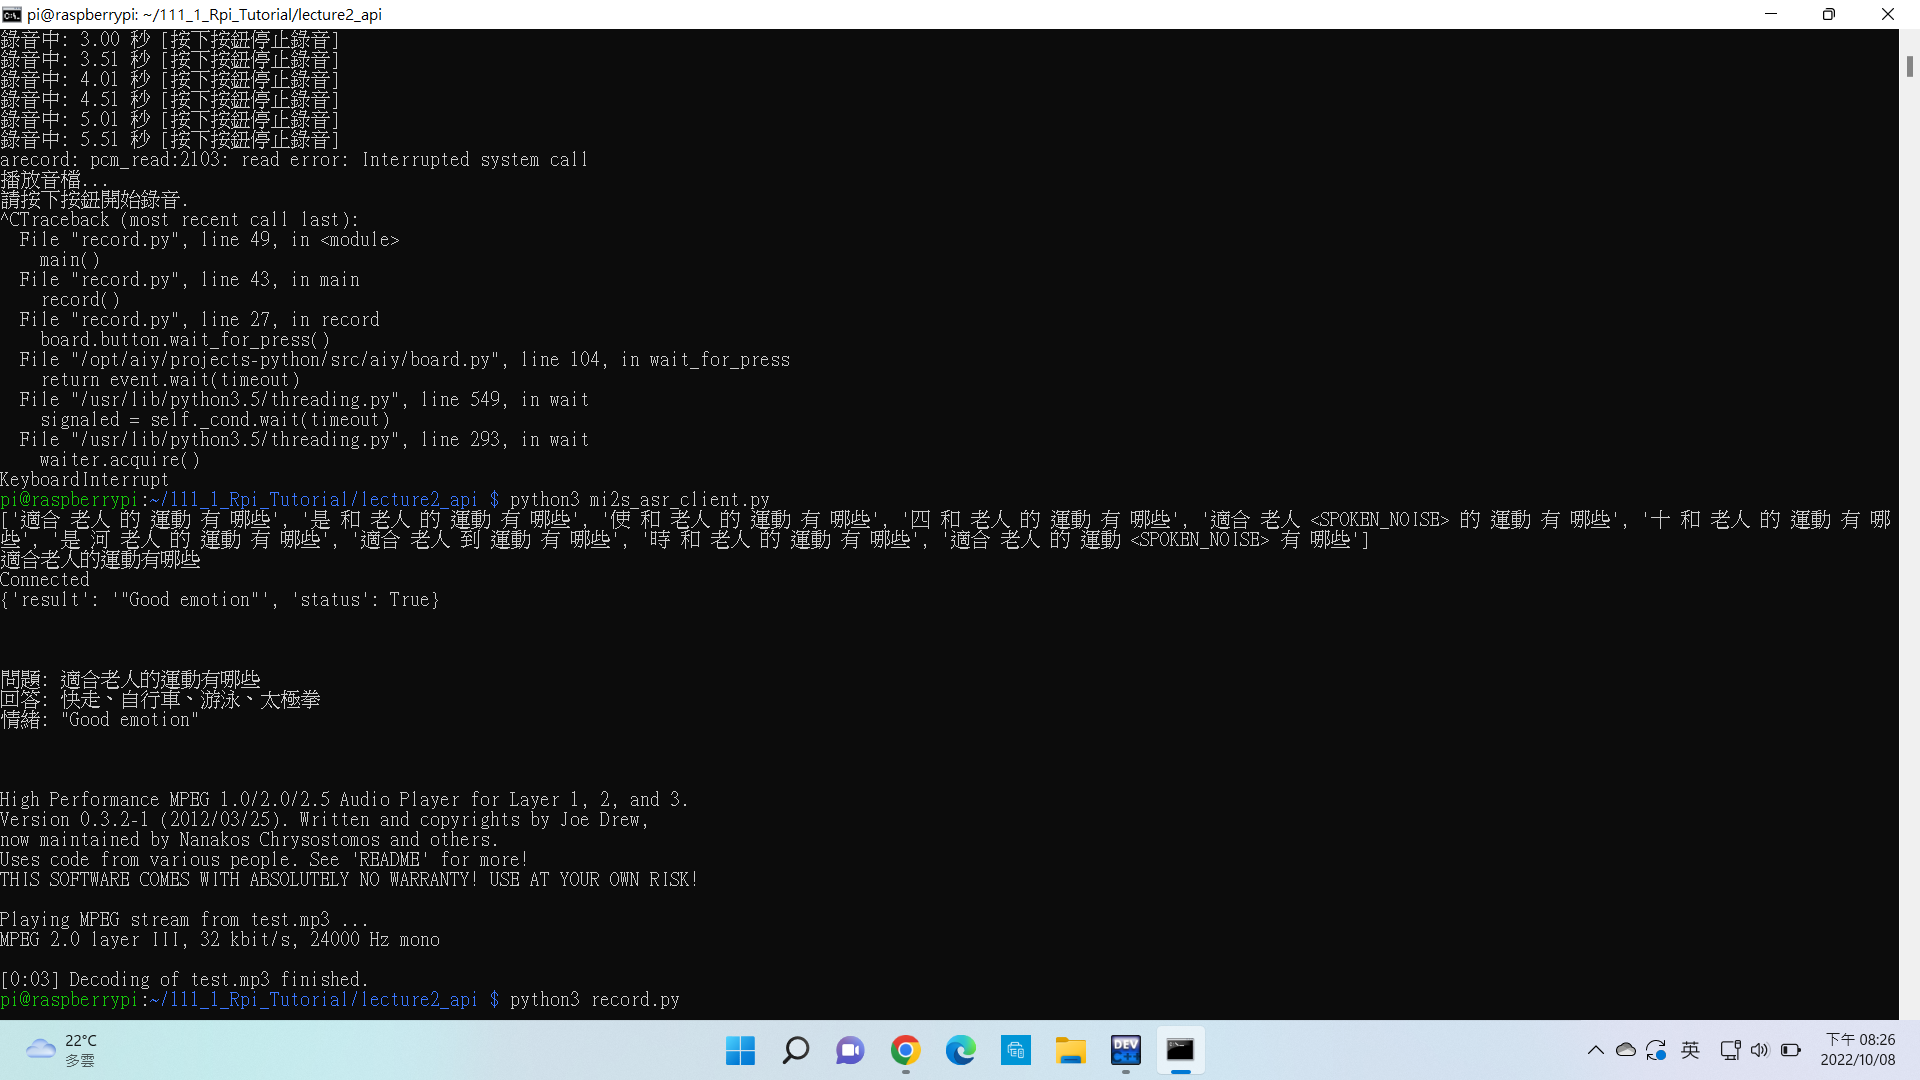 pi@raspberrypi: ~/111_1_Rpi_Tutorial/lecture2_api
錄音中: 3.00 秒 [按下按鈕停止錄音]
錄音中: 3.51 秒 [按下按鈕停止錄音]
錄音中: 4.01 秒 [按下按鈕停止錄音]
錄音中: 4.51 秒 [按下按鈕停止錄音]
錄音中: 5.01 秒 [按下按鈕停止錄音]
錄音中: 5.51 秒 [按下按鈕停止錄音]
arecord: pcm_read:2103: read error: Interrupted system call
播放音檔...
請按下按鈕開始錄音.
^CTraceback (most recent call last):
  File "record.py", line 49, in <module>
    main()
  File "record.py", line 43, in main
    record()
  File "record.py", line 27, in record
    board.button.wait_for_press()
  File "/opt/aiy/projects-python/src/aiy/board.py", line 104, in wait_for_press
    return event.wait(timeout)
  File "/usr/lib/python3.5/threading.py", line 549, in wait
    signaled = self._cond.wait(timeout)
  File "/usr/lib/python3.5/threading.py", line 293, in wait
    waiter.acquire()
KeyboardInterrupt
pi@raspberrypi:~/111_1_Rpi_Tutorial/lecture2_api $ python3 mi2s_asr_client.py
['適合 老人 的 運動 有 哪些', '是 和 老人 的 運動 有 哪些', '使 和 老人 的 運動 有 哪些', '四 和 老人 的 運動 有 哪些', '適合 老人 <SPOKEN_NOISE> 的 運動 有 哪些', '十 和 老人 的 運動 有 哪
些', '是 河 老人 的 運動 有 哪些', '適合 老人 到 運動 有 哪些', '時 和 老人 的 運動 有 哪些', '適合 老人 的 運動 <SPOKEN_NOISE> 有 哪些']
適合老人的運動有哪些
Connected
{'result': '"Good emotion"', 'status': True}
問題: 適合老人的運動有哪些
回答: 快走、自行車、游泳、太極拳
情緒: "Good emotion"
High Performance MPEG 1.0/2.0/2.5 Audio Player for Layer 1, 2, and 3.
Version 0.3.2-1 (2012/03/25). Written and copyrights by Joe Drew,
now maintained by Nanakos Chrysostomos and others.
Uses code from various people. See 'README' for more!
THIS SOFTWARE COMES WITH ABSOLUTELY NO WARRANTY! USE AT YOUR OWN RISK!
Playing MPEG stream from test.mp3 ...
MPEG 2.0 layer III, 32 kbit/s, 24000 Hz mono
[0:03] Decoding of test.mp3 finished.
pi@raspberrypi:~/111_1_Rpi_Tutorial/lecture2_api $ python3 record.py
22°C
多雲
DEV
英
下午 08:26
2022/10/08